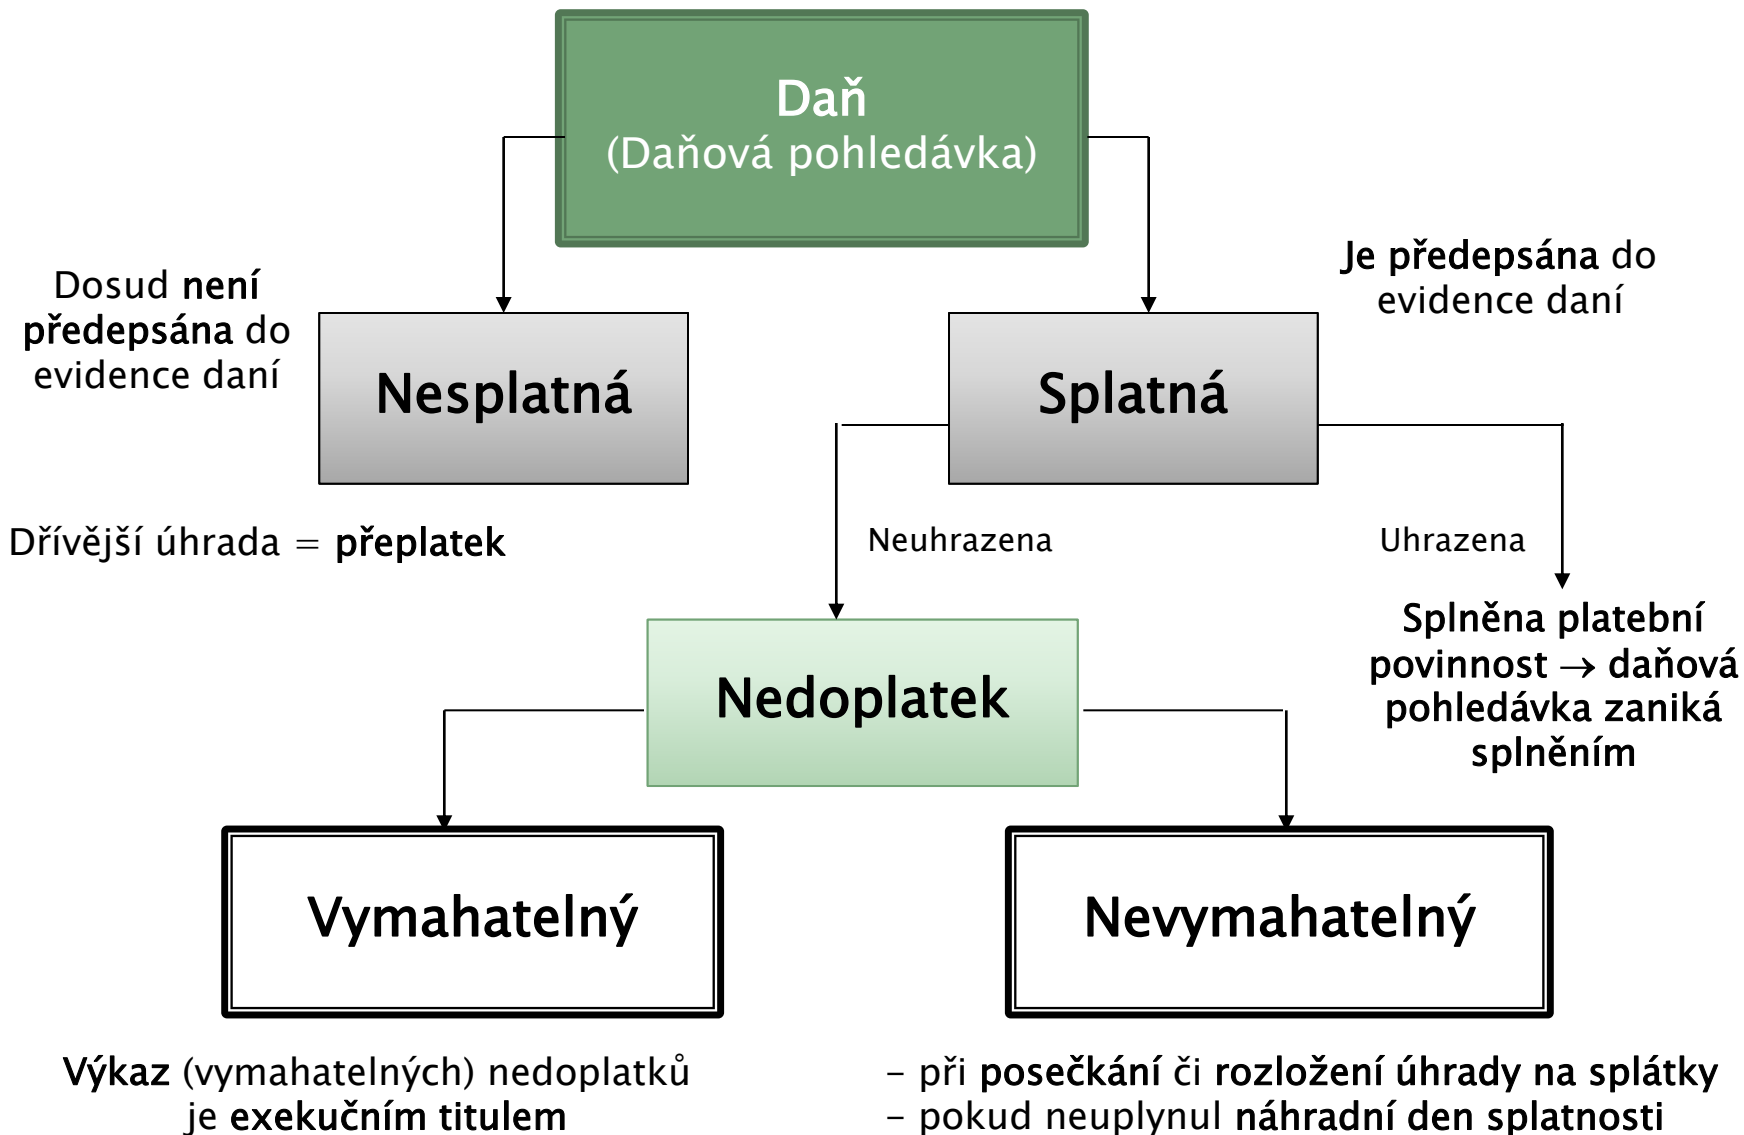 Daň
(Daňová pohledávka)
Dosud není
předepsána do
evidence daní
Je předepsána do
evidence daní
Nesplatná
Splatná
Dřívější úhrada = přeplatek
Neuhrazena
Uhrazena
Splněna platební
povinnost → daňová
pohledávka zaniká
splněním
Nedoplatek
Vymahatelný
Nevymahatelný
Výkaz (vymahatelných) nedoplatků
je exekučním titulem
– při posečkání či rozložení úhrady na splátky
– pokud neuplynul náhradní den splatnosti